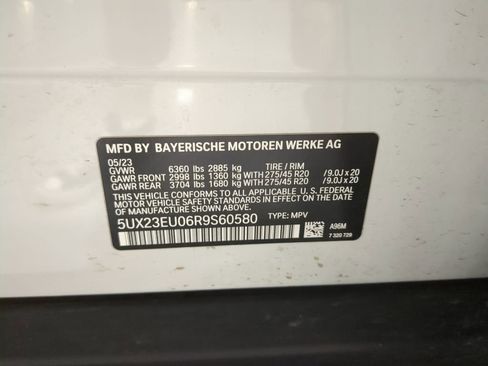 MFD BY BAYERISCHE MOTOREN WERKE AG
05/23
GVWR 6360 lbs 2885 kg TIRE / RIM
GAWR FRONT 2998 lbs 1360 kg WITH 275/45 R20 / 9.0J x 20
GAWR REAR 3704 lbs 1680 kg WITH 275/45 R20 / 9.0J x 20
THIS VEHICLE CONFORMS TO ALL APPLICABLE U. S. FEDERAL
MOTOR VEHICLE SAFETY STANDARDS IN EFFECT
ON THE DATE OF MANUFACTURE SHOWN ABOVE.
5UX23EU06R9S60580 TYPE: MPV
A96M
7 320 729